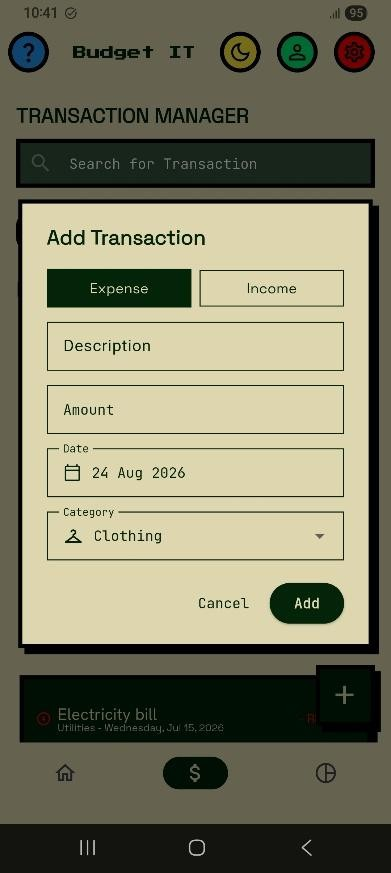 10:41
95
?
Budget IT
TRANSACTION MANAGER
Search for Transaction
Add Transaction
Expense
Income
Description
Amount
Date
24 Aug 2026
Category
Clothing
Cancel
Add
+
Electricity bill
Utilities - Wednesday, Jul 15, 2026
$